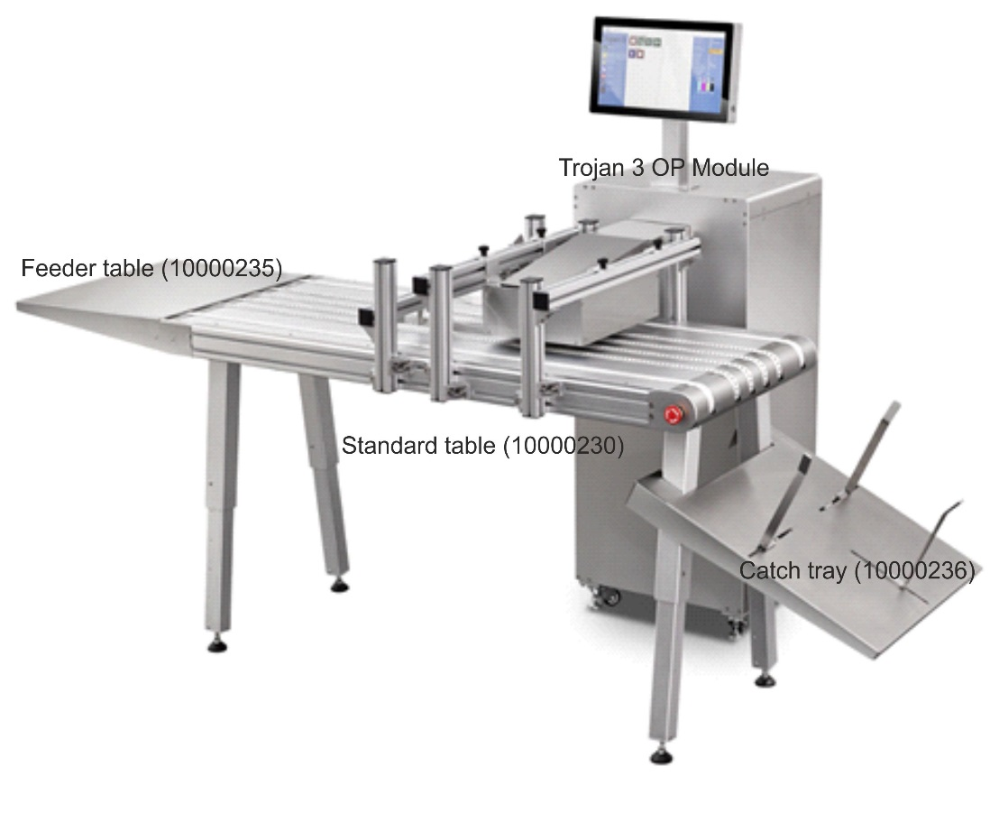 Trojan 3 OP Module
Feeder table (10000235)
Standard table (10000230)
Catch tray (10000236)